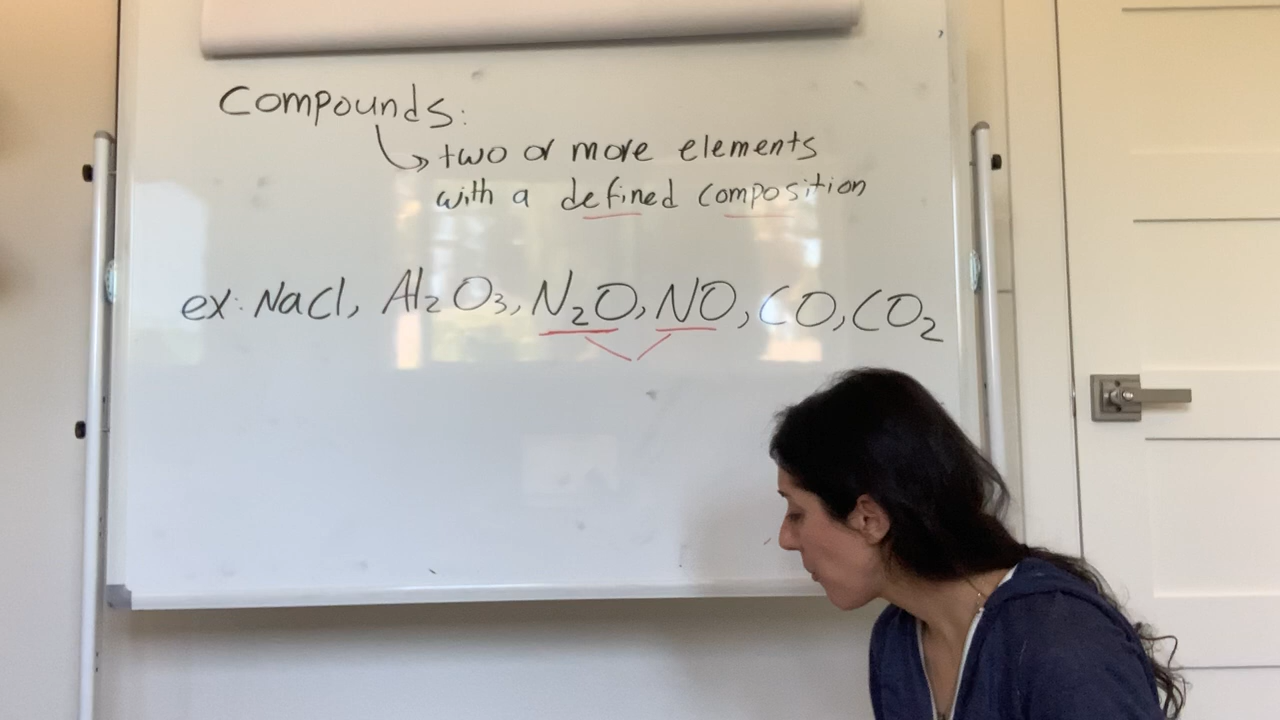 Compounds:
two or more elements
with a defined composition
ex: NaCl, Al₂O₃, N₂O, NO, CO, CO₂